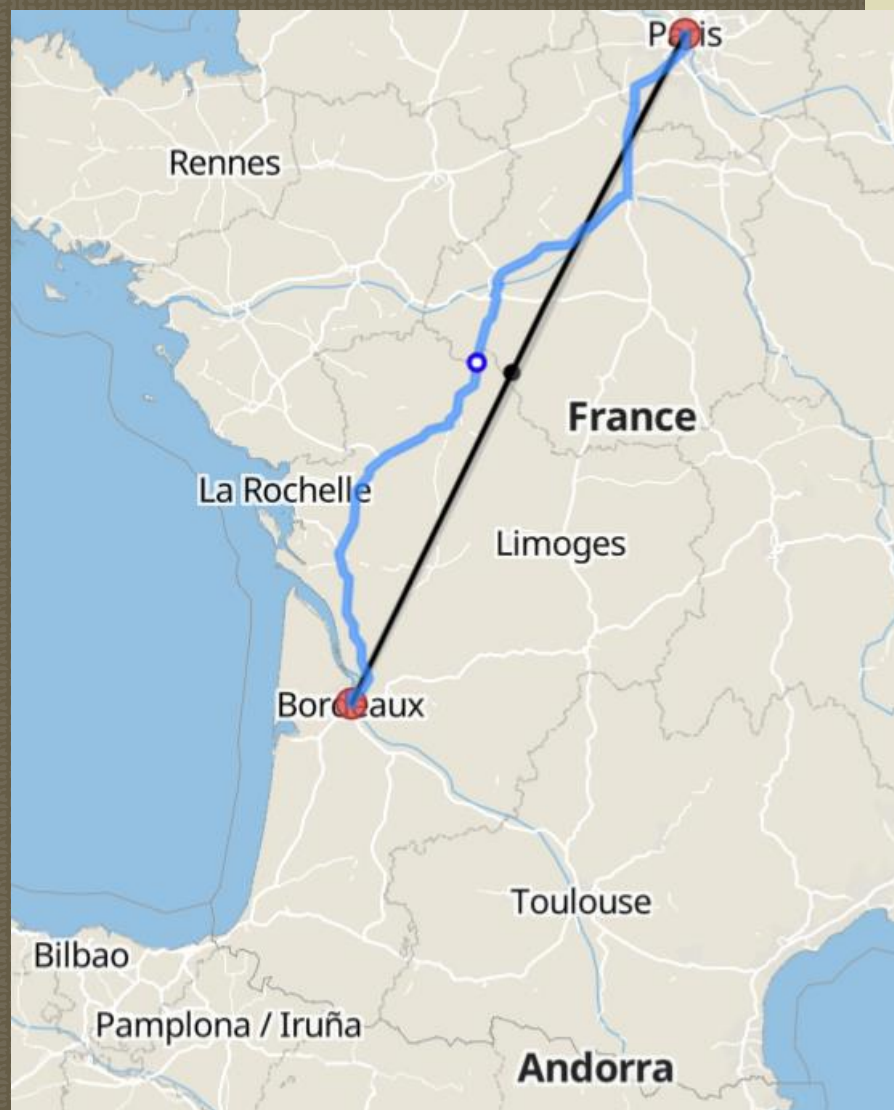 Paris
Rennes
France
La Rochelle
Limoges
Bordeaux
Toulouse
Bilbao
Pamplona / Iruña
Andorra